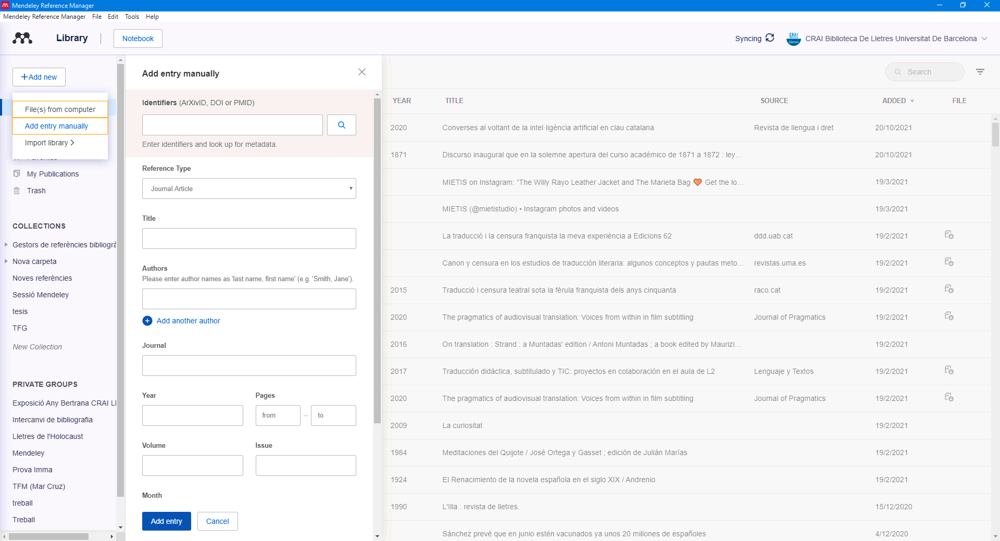 Mendeley Reference Manager
Mendeley Reference Manager File Edit Tools Help
Library
Notebook
Syncing
CRAI Lletres
CRAI Biblioteca De Lletres Universitat De Barcelona
+Add new
File(s) from computer
Add entry manually
Import library
My Publications
Trash
COLLECTIONS
Gestors de referències bibliogrà
Nova carpeta
Noves referències
Sessió Mendeley
tesis
TFG
New Collection
PRIVATE GROUPS
Exposició Any Bertrana CRAI Ll
Intercanvi de bibliografia
Lletres de l'Holocaust
Mendeley
Prova Imma
TFM (Mar Cruz)
treball
Treball
Add entry manually
Identifiers (ArXivID, DOI or PMID)
Enter identifiers and look up for metadata.
Reference Type
Journal Article
Title
Authors
Please enter author names as 'last name, first name' (e.g. 'Smith, Jane').
Add another author
Journal
Year Pages
from – to
Volume Issue
Month
Add entry Cancel
Search
YEAR TITLE SOURCE ADDED FILE
2020 Converses al voltant de la intel·ligència artificial en clau catalana Revista de llengua i dret 20/10/2021
1871 Discurso inaugural que en la solemne apertura del curso académico de 1871 a 1872 : ley… 20/10/2021
MIETIS on Instagram: “The Willy Rayo Leather Jacket and The Marieta Bag 🧡 Get the lo… 19/3/2021
MIETIS (@mietistudio) • Instagram photos and videos 19/3/2021
La traducció i la censura franquista la meva experiència a Edicions 62 ddd.uab.cat 19/2/2021
Canon y censura en los estudios de traducción literaria: algunos conceptos y pautas meto… revistas.uma.es 19/2/2021
2015 Traducció i censura teatral sota la fèrula franquista dels anys cinquanta raco.cat 19/2/2021
2020 The pragmatics of audiovisual translation: Voices from within in film subtitling Journal of Pragmatics 19/2/2021
2016 On translation : Strand : a Muntadas' edition / Antoni Muntadas ; a book edited by Maurizi… 19/2/2021
2017 Traducción didáctica, subtitulado y TIC: proyectos en colaboración en el aula de L2 Lenguaje y Textos 19/2/2021
2020 The pragmatics of audiovisual translation: Voices from within in film subtitling Journal of Pragmatics 19/2/2021
2009 La curiositat 19/2/2021
1984 Meditaciones del Quijote / José Ortega y Gasset ; edición de Julián Marías 19/2/2021
1924 El Renacimiento de la novela española en el siglo XIX / Andrenio 19/2/2021
1990 L'Illa : revista de lletres. 15/12/2020
Sánchez prevé que en junio estén vacunados ya unos 20 millones de españoles 4/12/2020